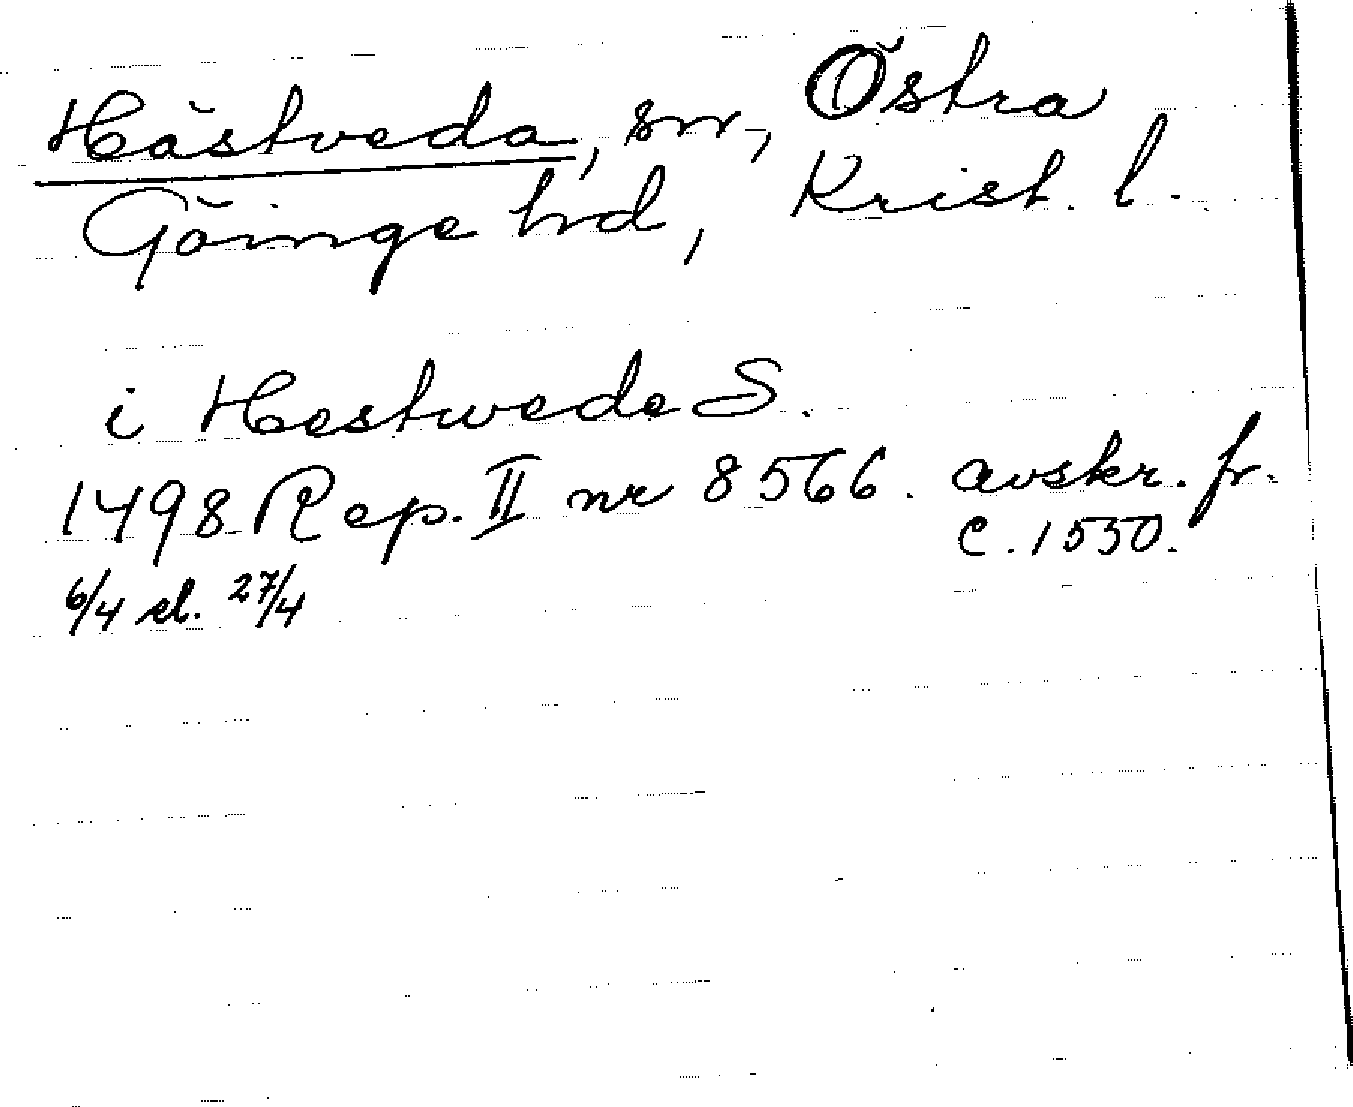 Hästveda, sn, Östra
Göinge hd, Krist. l.
i Hestwede S.
1498 Rep. II nr 8566. avskr. fr.
c. 1550.
6/4 el. 27/4